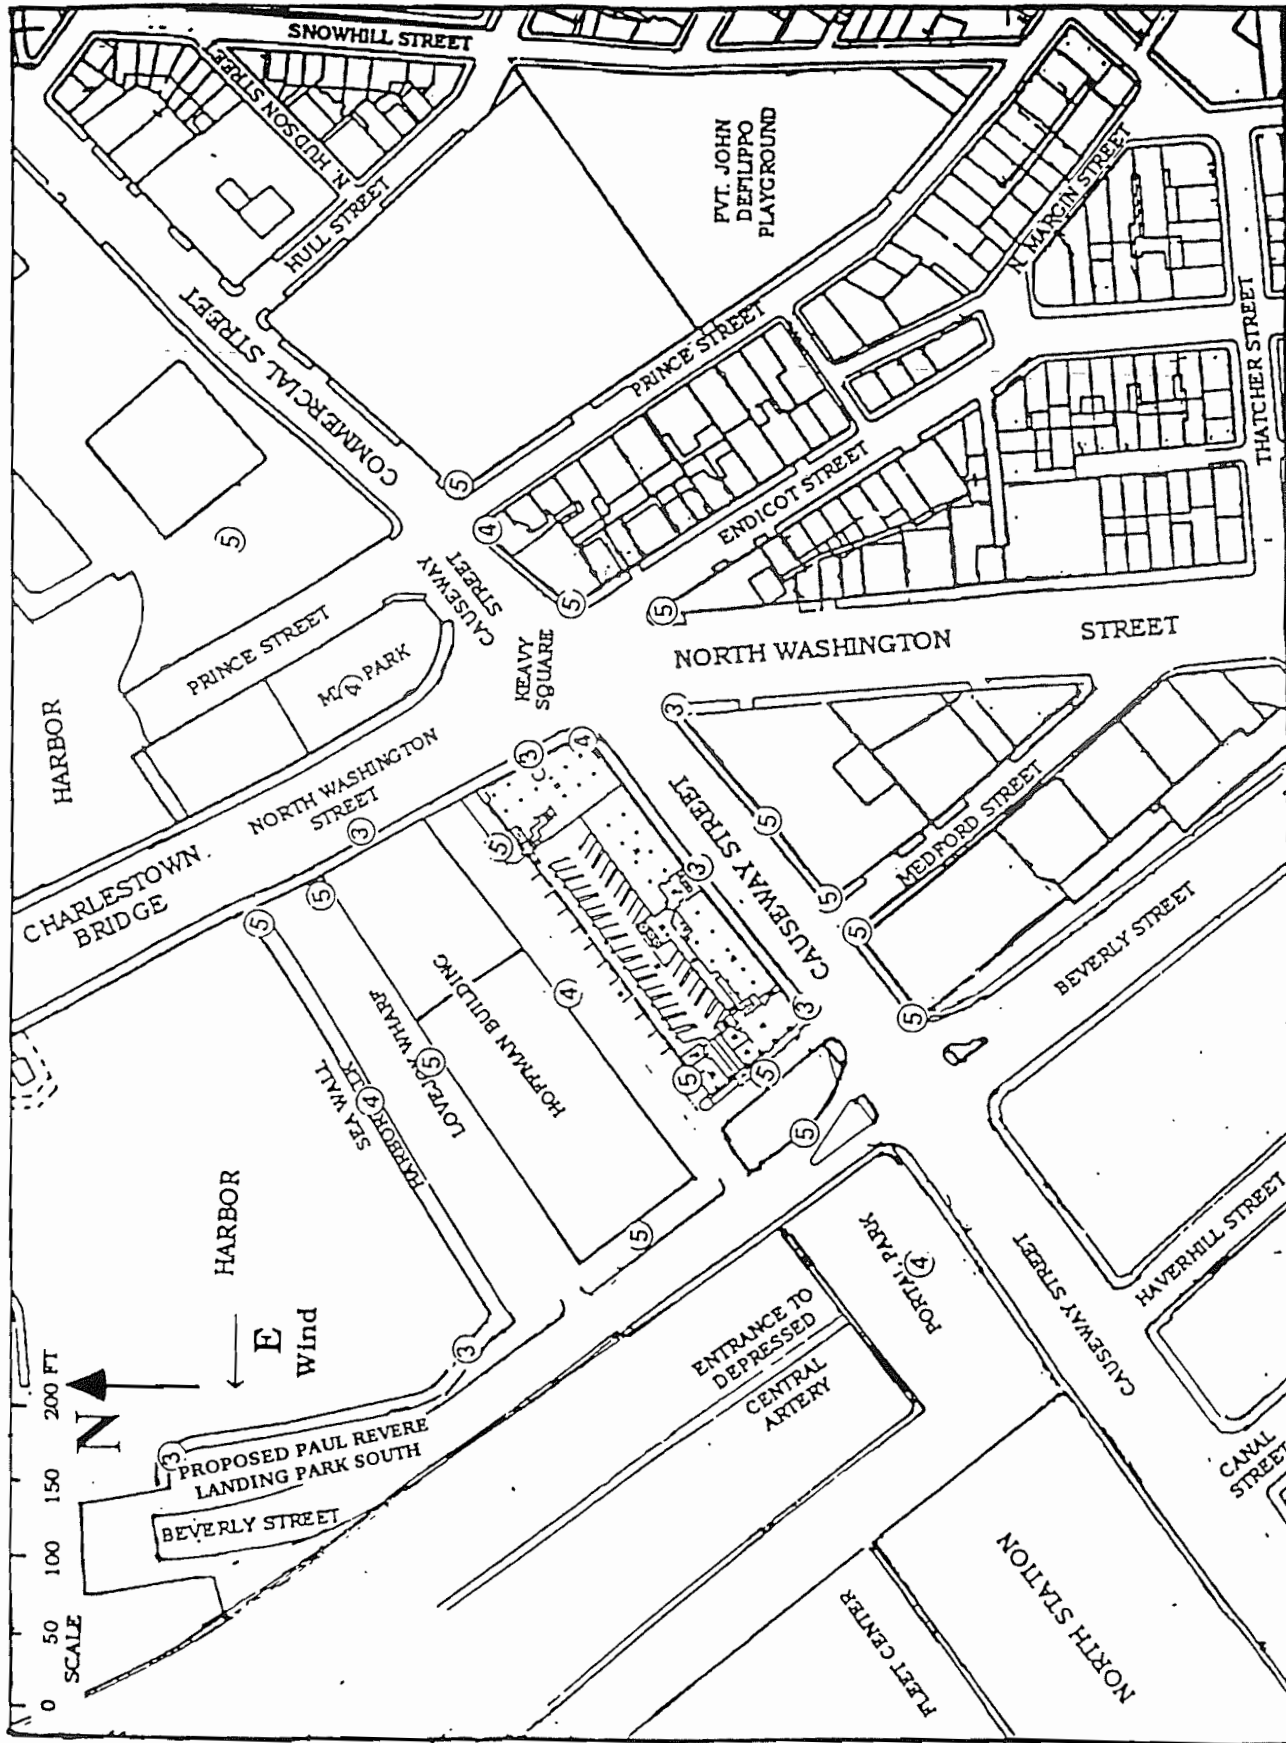 SNOWHILL STREET
N. HUDSON STREE
HULL STREET
COMMERCIAL STREET
PVT. JOHN
DEFILIPPO
PLAYGROUND
N. MARGIN STREET
THATCHER STREET
PRINCE STREET
ENDICOT STREET
5
5
4
5
5
CAUSEWAY
STREET
KEAVY
SQUARE
PRINCE STREET
4
PARK
HARBOR
NORTH WASHINGTON
STREET
NORTH WASHINGTON
STREET
CHARLESTOWN
BRIDGE
3
3
4
3
5
5
5
3
5
5
5
5
3
5
5
5
CAUSEWAY STREET
MEDFORD STREET
BEVERLY STREET
HOFFMAN BUILDING
4
LOVEJOY WHARF
5
SEA WALL
4
5
HARBOR
E
Wind
N
3
3
PROPOSED PAUL REVERE
LANDING PARK SOUTH
BEVERLY STREET
ENTRANCE TO
DEPRESSED
CENTRAL
ARTERY
PORTAL PARK
4
CAUSEWAY STREET
HAVERHILL STREET
CANAL
STREET
NORTH STATION
FLEET CENTER
0 50 100 150 200 FT
SCALE